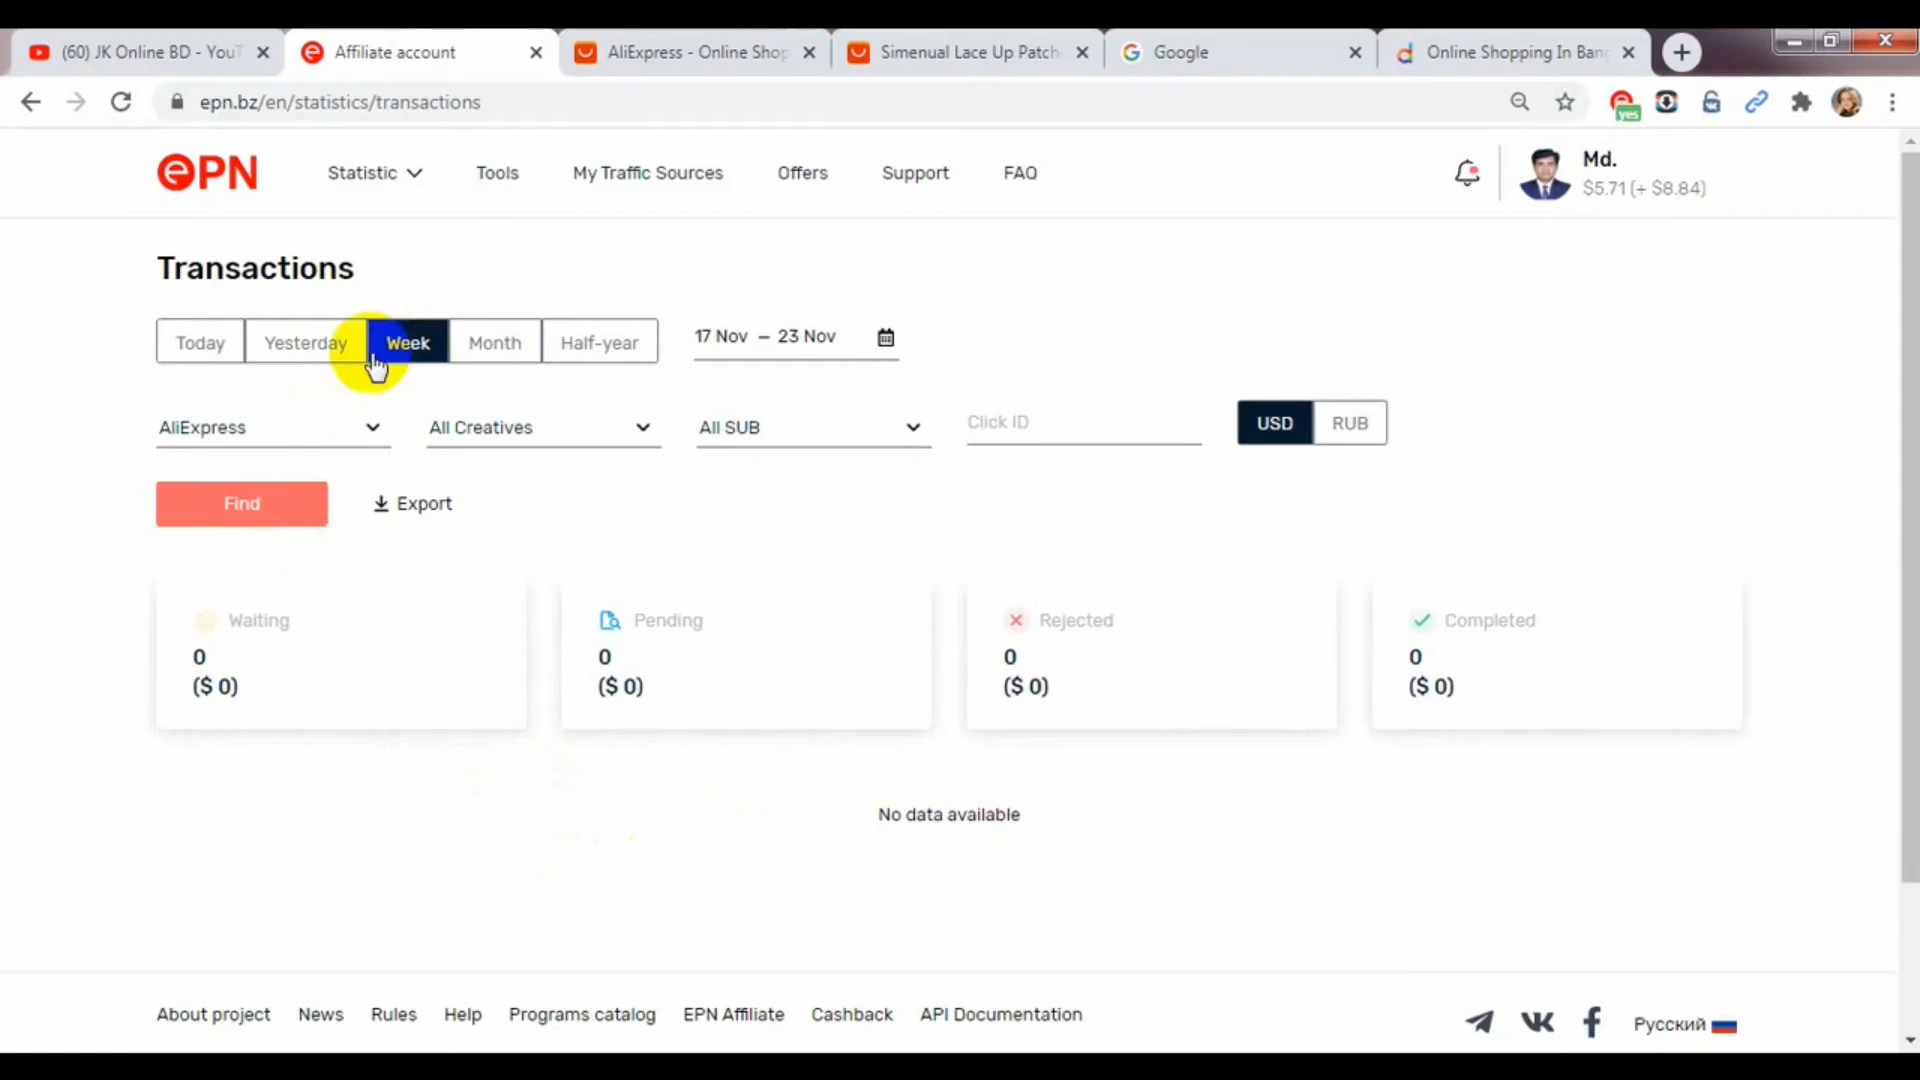 (60) JK Online BD - YouT
Affiliate account
AliExpress - Online Shop
Simenual Lace Up Patch
Google
Online Shopping In Bang
epn.bz/en/statistics/transactions
yes
ePN
Statistic
Tools
My Traffic Sources
Offers
Support
FAQ
Md.
$5.71 (+ $8.84)
Transactions
Today
Yesterday
Week
Month
Half-year
17 Nov – 23 Nov
AliExpress
All Creatives
All SUB
Click ID
USD
RUB
Find
Export
Waiting
0
($ 0)
Pending
0
($ 0)
Rejected
0
($ 0)
Completed
0
($ 0)
No data available
About project
News
Rules
Help
Programs catalog
EPN Affiliate
Cashback
API Documentation
Русский